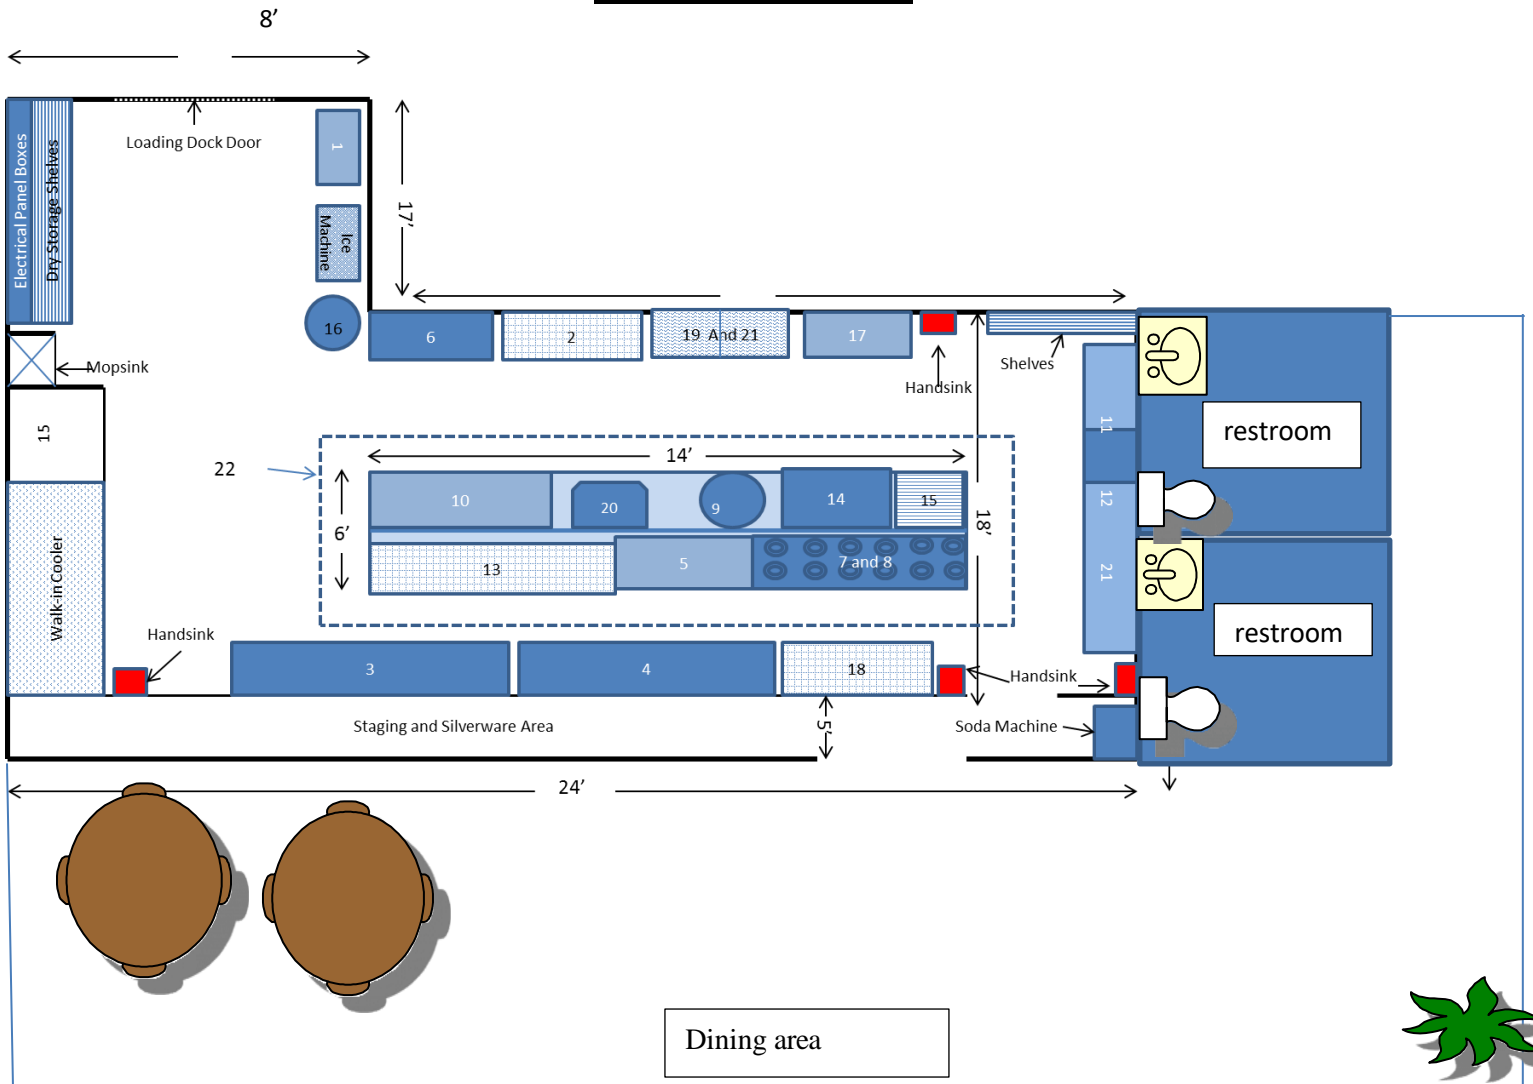 8’
Loading Dock Door
Electrical Panel Boxes
Dry Storage Shelves
1
Ice
Machine
17’
16
6
2
19 And 21
17
Handsink
Shelves
Mopsink
15
11
restroom
22
14’
10
20
9
14
15
18’
12
6’
13
5
7 and 8
21
Walk-inCooler
Handsink
restroom
3
4
18
Handsink
Staging and Silverware Area
5’
Soda Machine
24’
Dining area